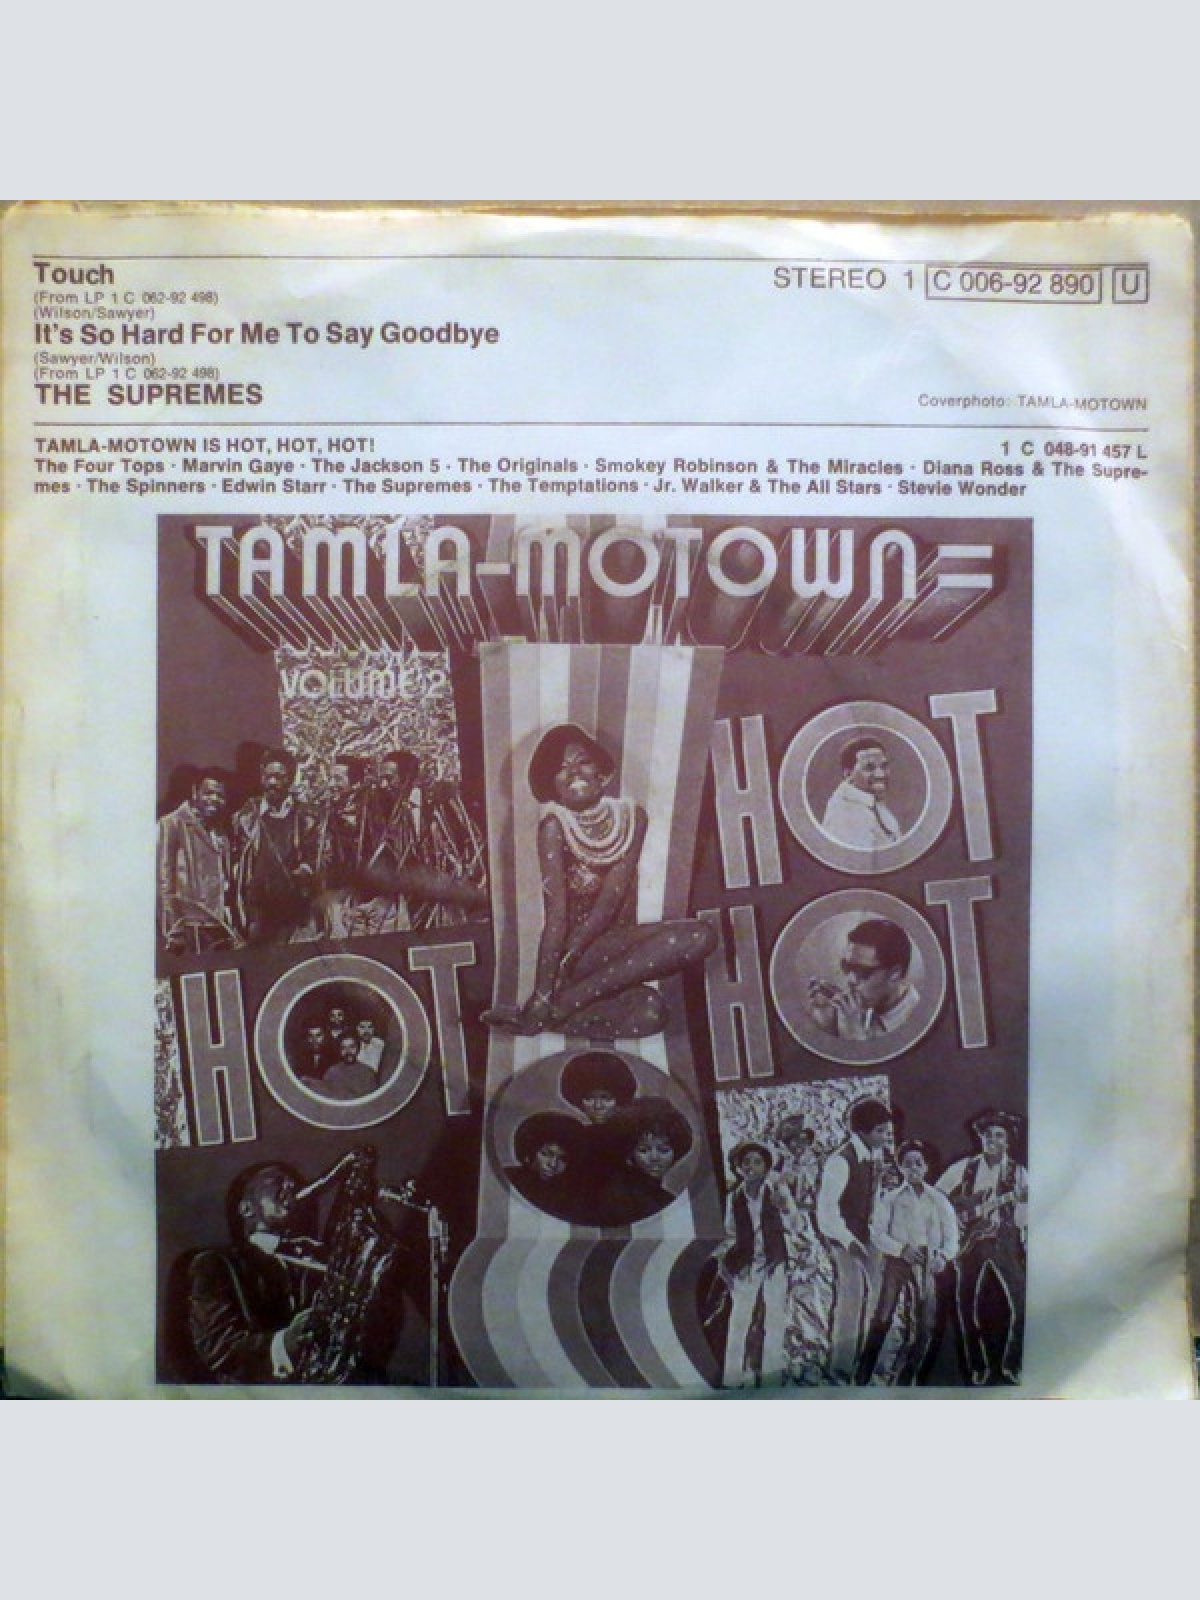 Touch
STEREO 1 C 006-92 890 U
(From LP 1 C 062-92 498)
(Wilson/Sawyer)
It's So Hard For Me To Say Goodbye
(Sawyer/Wilson)
(From LP 1 C 062-92 498)
THE SUPREMES
Coverphoto: TAMLA-MOTOWN
TAMLA-MOTOWN IS HOT, HOT, HOT!
1 C 048-91 457 L
The Four Tops · Marvin Gaye · The Jackson 5 · The Originals · Smokey Robinson & The Miracles · Diana Ross & The Supre-
mes · The Spinners · Edwin Starr · The Supremes · The Temptations · Jr. Walker & The All Stars · Stevie Wonder
TAMLA-MOTOWN=
VOLUME 2
HOT
HOT
HOT